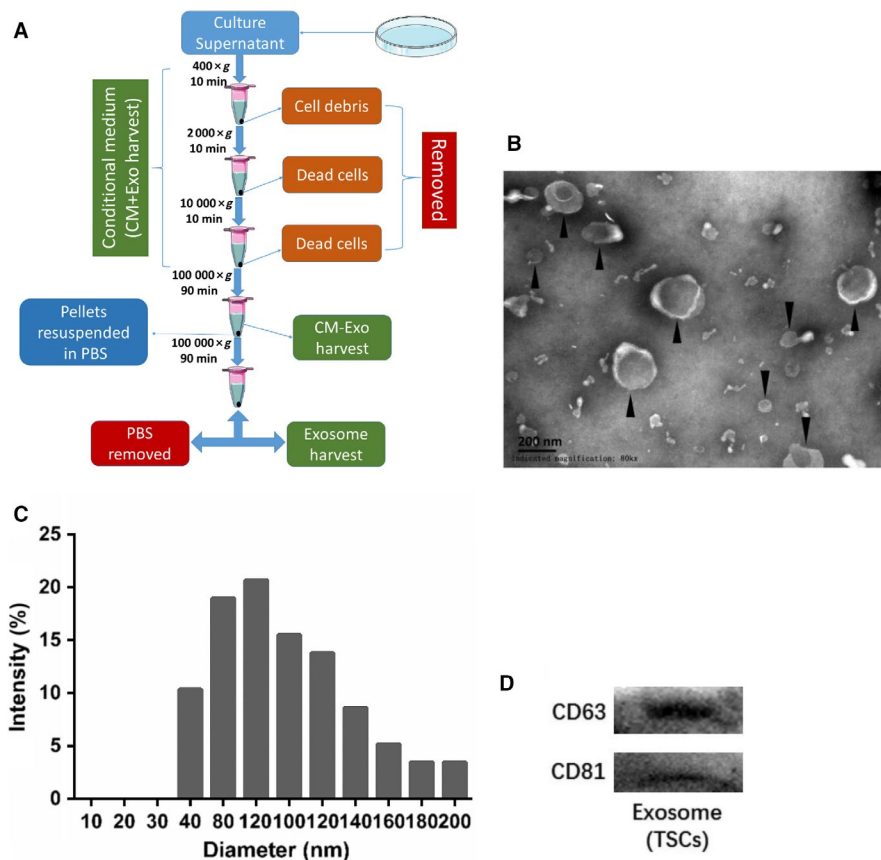 A
Culture
Supernatant
400 × g
10 min
Cell debris
2 000 × g
10 min
Dead cells
10 000 × g
10 min
Dead cells
100 000 × g
90 min
Conditional medium
(CM+Exo harvest)
Removed
Pellets
resuspended
in PBS
CM-Exo
harvest
100 000 × g
90 min
PBS
removed
Exosome
harvest
B
200 nm
Indicated magnification: 80kx
C
25
20
15
10
5
0
Intensity (%)
10 20 30 40 80 120 100 120 140 160 180 200
Diameter (nm)
D
CD63
CD81
Exosome
(TSCs)